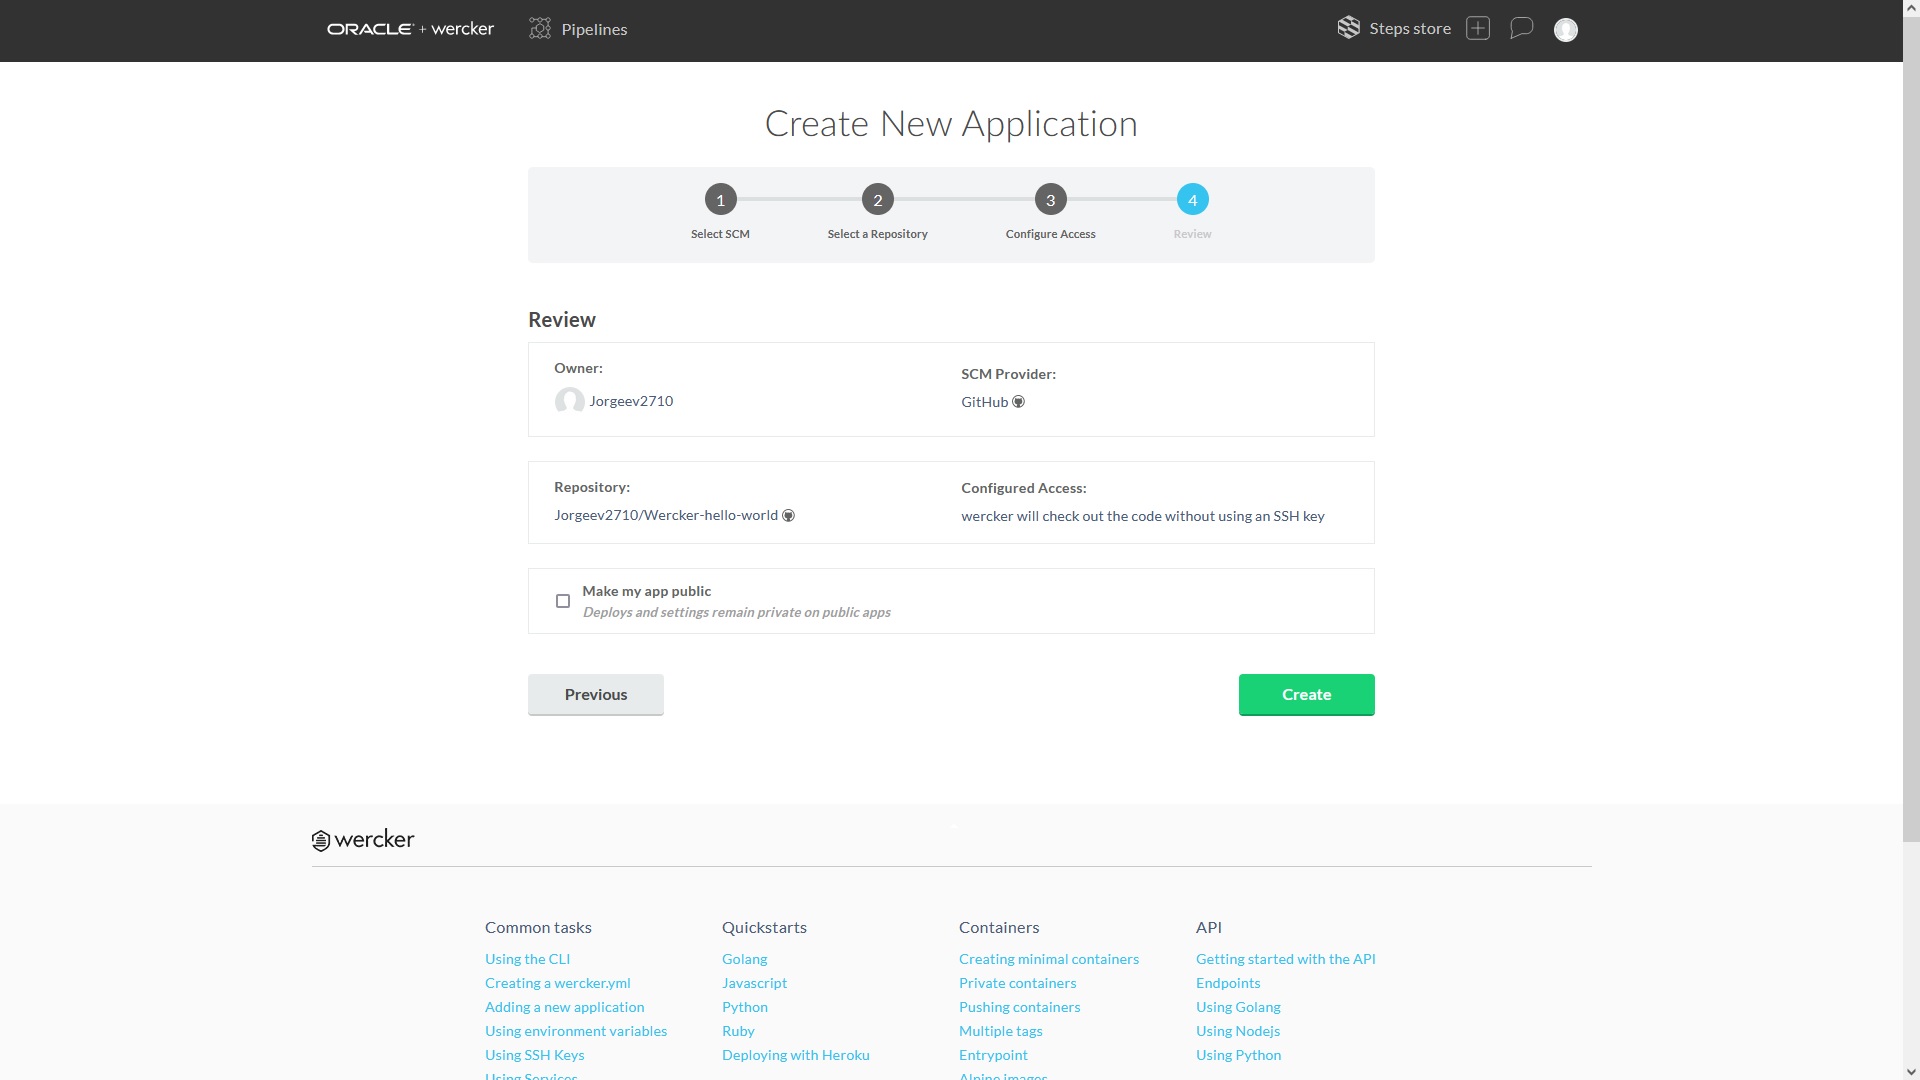 ORACLE + wercker
Pipelines
Steps store
Create New Application
1
2
3
4
Select SCM
Select a Repository
Configure Access
Review
Review
Owner:
Jorgeev2710
SCM Provider:
GitHub
Repository:
Jorgeev2710/Wercker-hello-world
Configured Access:
wercker will check out the code without using an SSH key
Make my app public
Deploys and settings remain private on public apps
Previous
Create
wercker
Common tasks
Using the CLI
Creating a wercker.yml
Adding a new application
Using environment variables
Using SSH Keys
Using Services
Quickstarts
Golang
Javascript
Python
Ruby
Deploying with Heroku
Containers
Creating minimal containers
Private containers
Pushing containers
Multiple tags
Entrypoint
Alpine images
API
Getting started with the API
Endpoints
Using Golang
Using Nodejs
Using Python